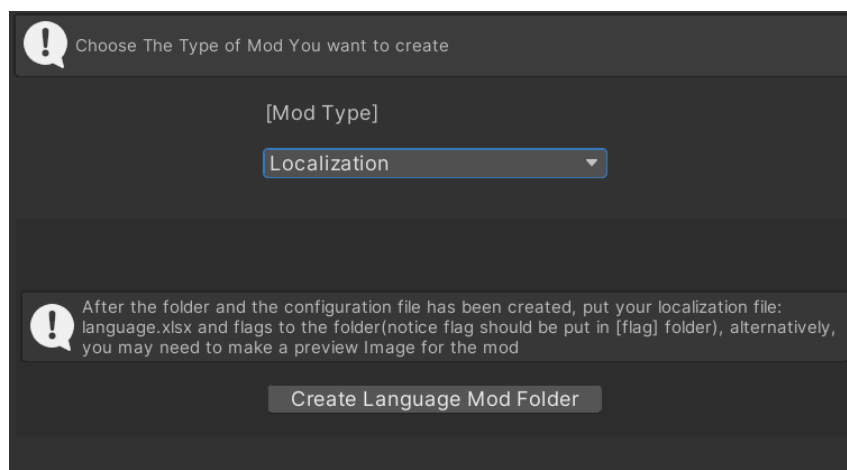 Choose The Type of Mod You want to create
[Mod Type]
Localization
After the folder and the configuration file has been created, put your localization file:
language.xlsx and flags to the folder(notice flag should be put in [flag] folder), alternatively,
you may need to make a preview Image for the mod
Create Language Mod Folder